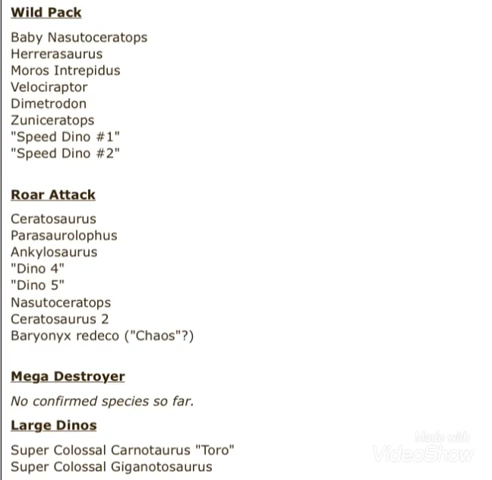 Wild Pack
Baby Nasutoceratops
Herrerasaurus
Moros Intrepidus
Velociraptor
Dimetrodon
Zuniceratops
"Speed Dino #1"
"Speed Dino #2"
Roar Attack
Ceratosaurus
Parasaurolophus
Ankylosaurus
"Dino 4"
"Dino 5"
Nasutoceratops
Ceratosaurus 2
Baryonyx redeco ("Chaos"?)
Mega Destroyer
No confirmed species so far.
Large Dinos
Super Colossal Carnotaurus "Toro"
Super Colossal Giganotosaurus
Made with
VideoShow